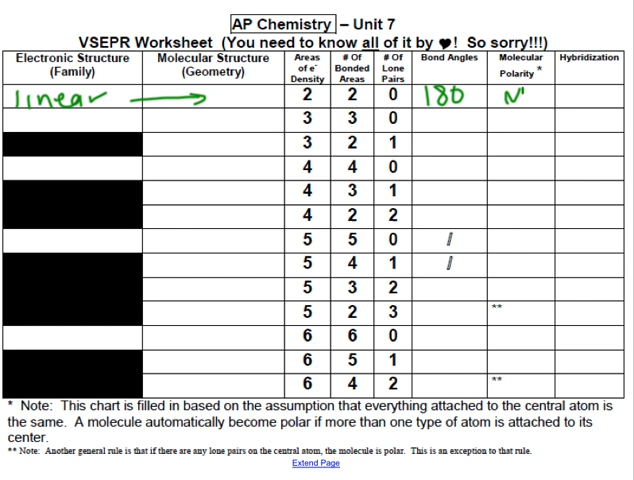 AP Chemistry – Unit 7
VSEPR Worksheet (You need to know all of it by ♥! So sorry!!!)
Electronic Structure (Family) Molecular Structure (Geometry) Areas of e⁻ Density # Of Bonded Areas # Of Lone Pairs Bond Angles Molecular Polarity * Hybridization
linear → 2 2 0 180
3 3 0
3 2 1
4 4 0
4 3 1
4 2 2
5 5 0 /
5 4 1 /
5 3 2
5 2 3 **
6 6 0
6 5 1
6 4 2 **
* Note: This chart is filled in based on the assumption that everything attached to the central atom is
the same. A molecule automatically become polar if more than one type of atom is attached to its
center.
** Note: Another general rule is that if there are any lone pairs on the central atom, the molecule is polar. This is an exception to that rule.
Extend Page